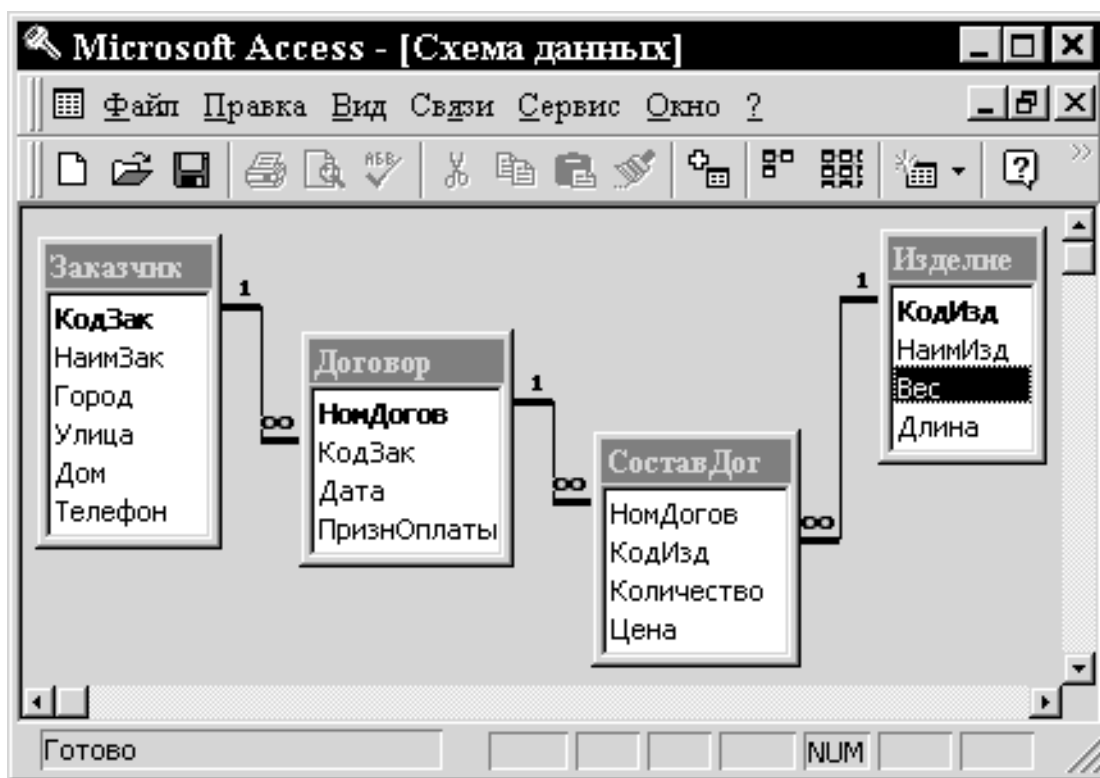 Microsoft Access - [Схема данных]
Файл Правка Вид Связи Сервис Окно ?
АБВ
Заказчик
КодЗак
НаимЗак
Город
Улица
Дом
Телефон
1
∞
Договор
НомДогов
КодЗак
Дата
ПризнОплаты
1
∞
СоставДог
НомДогов
КодИзд
Количество
Цена
∞
1
Изделие
КодИзд
НаимИзд
Вес
Длина
Готово
NUM